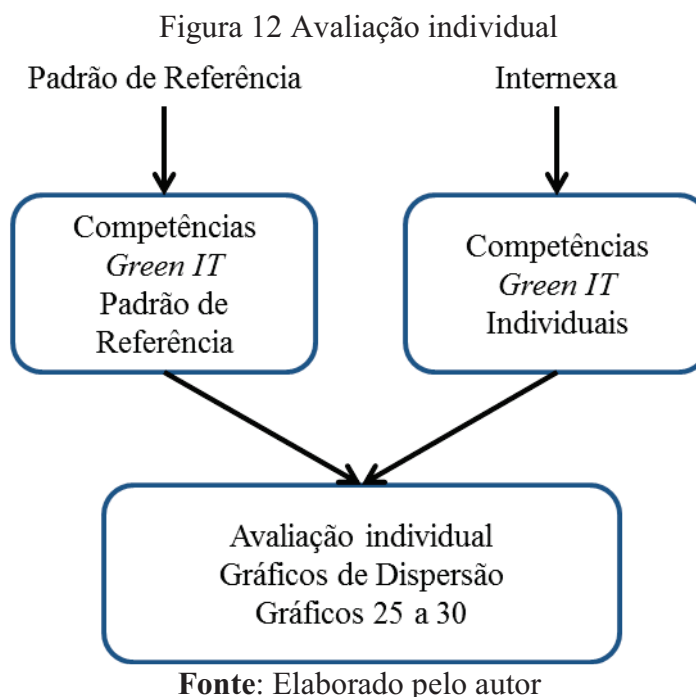 Figura 12 Avaliação individual
Padrão de Referência
Internexa
Competências
Green IT
Padrão de
Referência
Competências
Green IT
Individuais
Avaliação individual
Gráficos de Dispersão
Gráficos 25 a 30
Fonte: Elaborado pelo autor